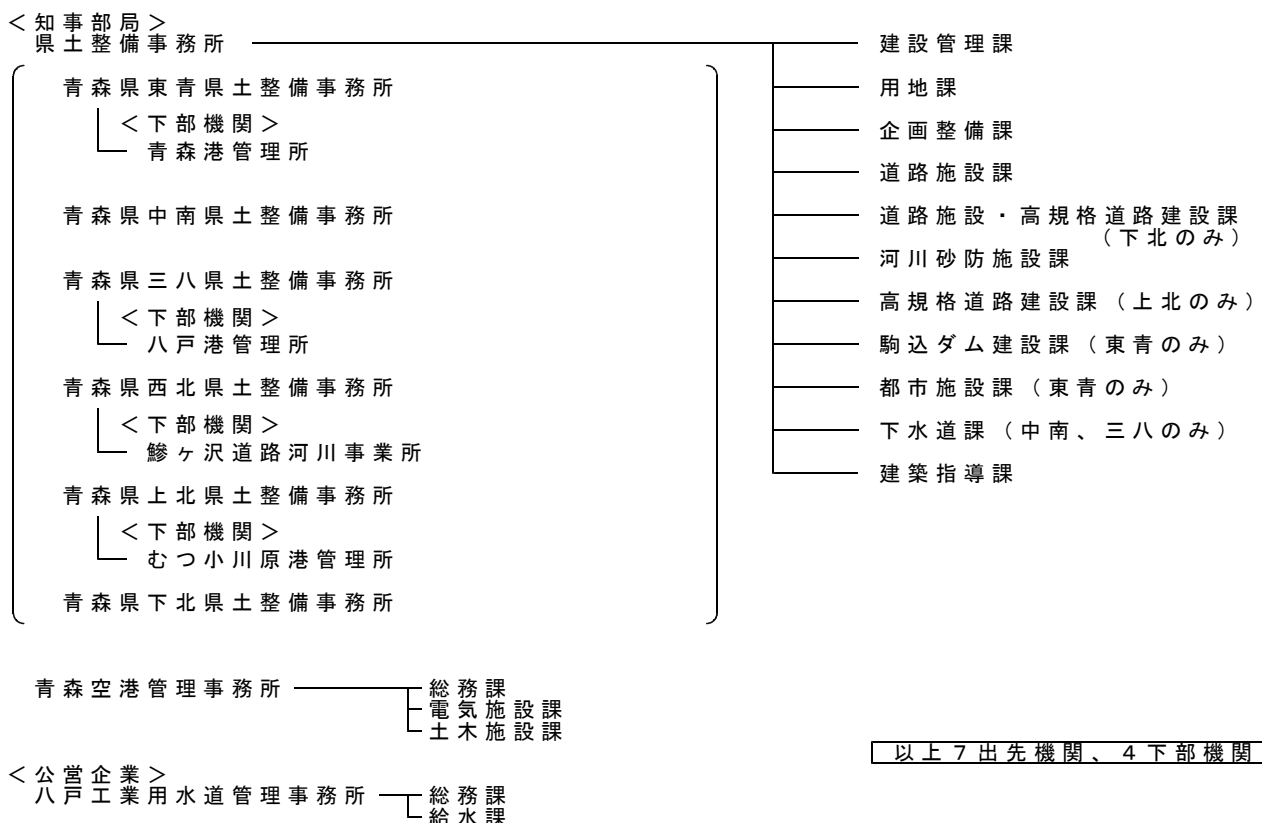 ＜知事部局＞
県土整備事務所
建設管理課
青森県東青県土整備事務所
用地課
＜下部機関＞
企画整備課
青森港管理所
道路施設課
青森県中南県土整備事務所
道路施設・高規格道路建設課
（下北のみ）
河川砂防施設課
青森県三八県土整備事務所
高規格道路建設課（上北のみ）
＜下部機関＞
八戸港管理所
駒込ダム建設課（東青のみ）
青森県西北県土整備事務所
都市施設課（東青のみ）
＜下部機関＞
下水道課（中南、三八のみ）
鰺ヶ沢道路河川事業所
建築指導課
青森県上北県土整備事務所
＜下部機関＞
むつ小川原港管理所
青森県下北県土整備事務所
青森空港管理事務所
総務課
電気施設課
土木施設課
以上７出先機関、４下部機関
＜公営企業＞
八戸工業用水道管理事務所
総務課
給水課